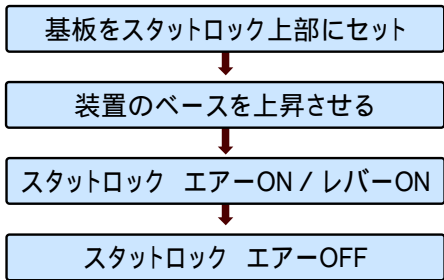 基板をスタットロック上部にセット
装置のベースを上昇させる
スタットロック エアーON / レバーON
スタットロック エアーOFF